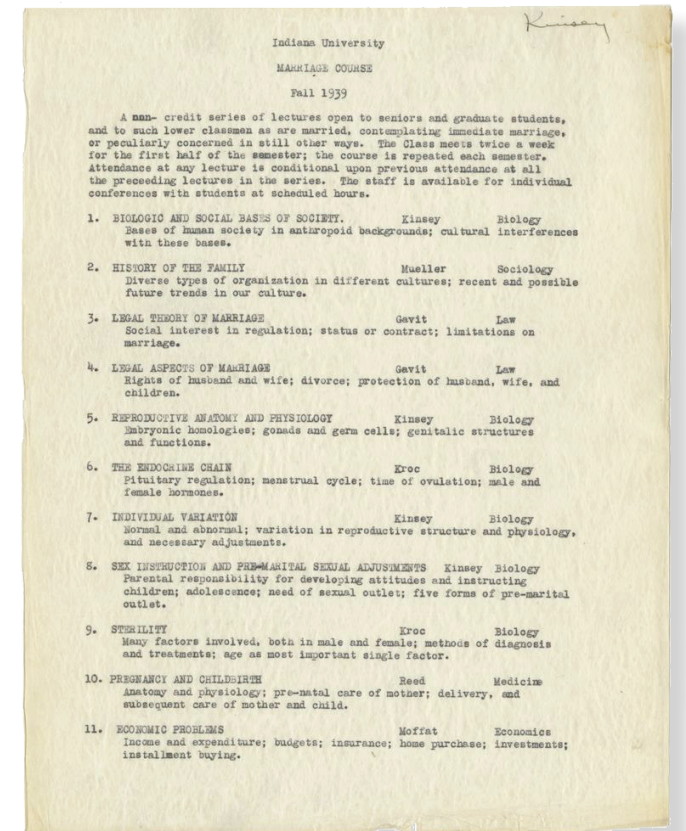 Kinsey
Indiana University
MARRIAGE COURSE
Fall 1939
A non- credit series of lectures open to seniors and graduate students,
and to such lower classmen as are married, contemplating immediate marriage,
or peculiarly concerned in still other ways. The Class meets twice a week
for the first half of the semester; the course is repeated each semester.
Attendance at any lecture is conditional upon previous attendance at all
the preceeding lectures in the series. The staff is available for individual
conferences with students at scheduled hours.
1. BIOLOGIC AND SOCIAL BASES OF SOCIETY. Kinsey Biology
Bases of human society in anthropoid backgrounds; cultural interferences
with these bases.
2. HISTORY OF THE FAMILY Mueller Sociology
Diverse types of organization in different cultures; recent and possible
future trends in our culture.
3. LEGAL THEORY OF MARRIAGE Gavit Law
Social interest in regulation; status or contract; limitations on
marriage.
4. LEGAL ASPECTS OF MARRIAGE Gavit Law
Rights of husband and wife; divorce; protection of husband, wife, and
children.
5. REPRODUCTIVE ANATOMY AND PHYSIOLOGY Kinsey Biology
Embryonic homologies; gonads and germ cells; genitalic structures
and functions.
6. THE ENDOCRINE CHAIN Kroc Biology
Pituitary regulation; menstrual cycle; time of ovulation; male and
female hormones.
7. INDIVIDUAL VARIATION Kinsey Biology
Normal and abnormal; variation in reproductive structure and physiology,
and necessary adjustments.
8. SEX INSTRUCTION AND PRE-MARITAL SEXUAL ADJUSTMENTS Kinsey Biology
Parental responsibility for developing attitudes and instructing
children; adolescence; need of sexual outlet; five forms of pre-marital
outlet.
9. STERILITY Kroc Biology
Many factors involved, both in male and female; methods of diagnosis
and treatments; age as most important single factor.
10. PREGNANCY AND CHILDBIRTH Reed Medicine
Anatomy and physiology; pre-natal care of mother; delivery, and
subsequent care of mother and child.
11. ECONOMIC PROBLEMS Moffat Economics
Income and expenditure; budgets; insurance; home purchase; investments;
installment buying.